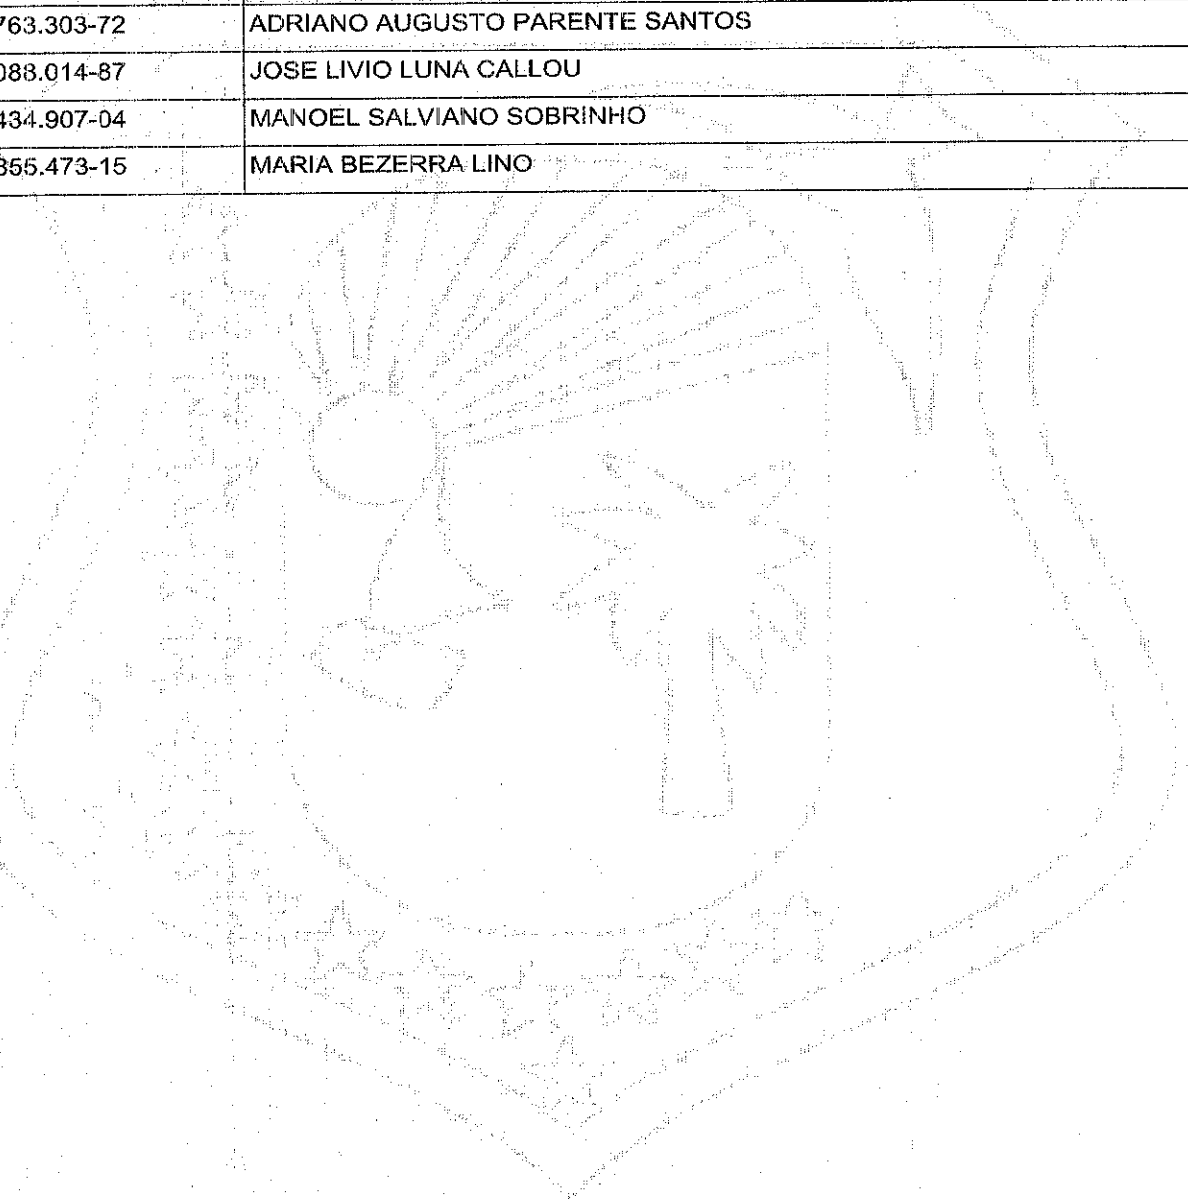 763.303-72 ADRIANO AUGUSTO PARENTE SANTOS
088.014-87 JOSE LIVIO LUNA CALLOU
434.907-04 MANOEL SALVIANO SOBRINHO
355.473-15 MARIA BEZERRA LINO